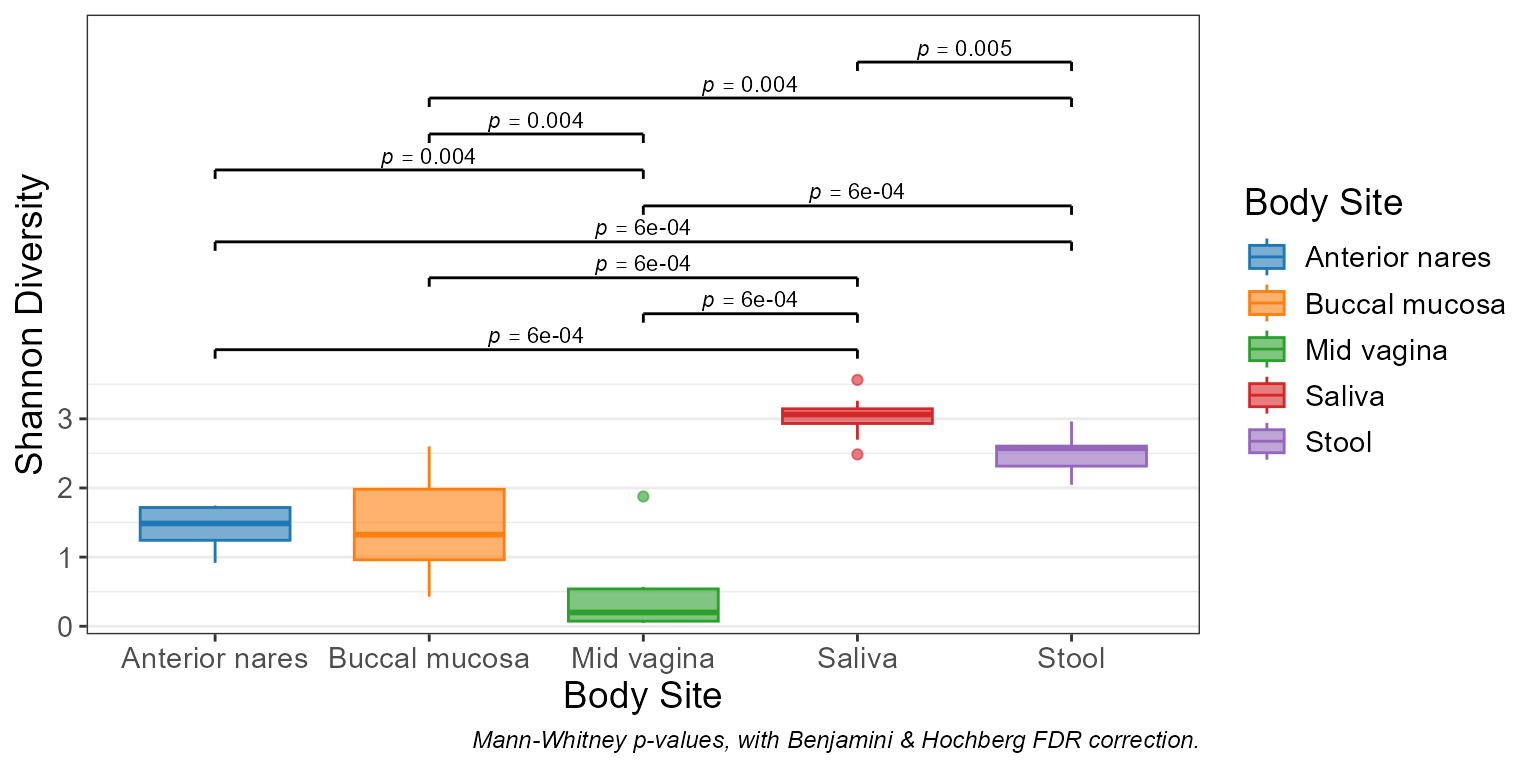 p = 0.005
p = 0.004
p = 0.004
p = 0.004
p = 6e-04
p = 6e-04
p = 6e-04
p = 6e-04
p = 6e-04
Shannon Diversity
3
2
1
0
Anterior nares Buccal mucosa Mid vagina Saliva Stool
Body Site
Mann-Whitney p-values, with Benjamini & Hochberg FDR correction.
Body Site
Anterior nares
Buccal mucosa
Mid vagina
Saliva
Stool